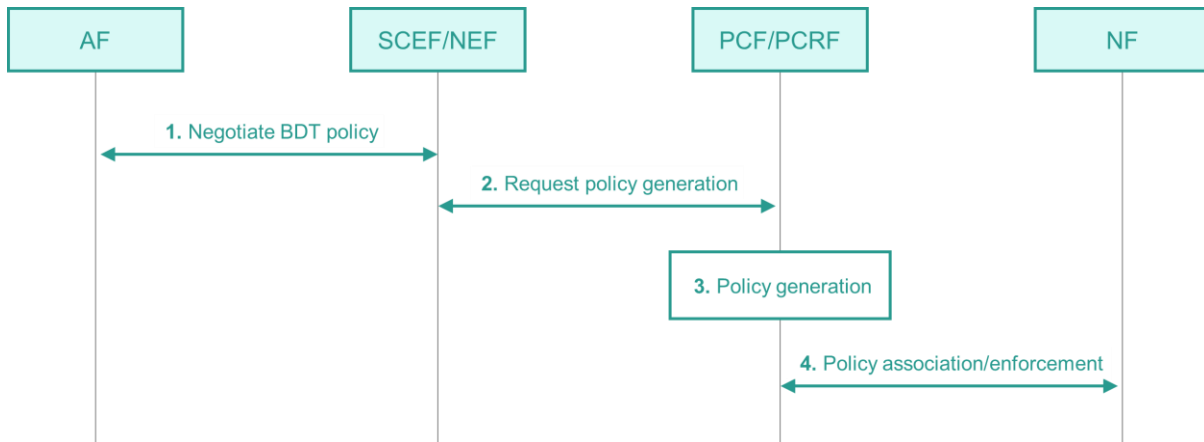 AF
SCEF/NEF
PCF/PCRF
NF
1. Negotiate BDT policy
2. Request policy generation
3. Policy generation
4. Policy association/enforcement